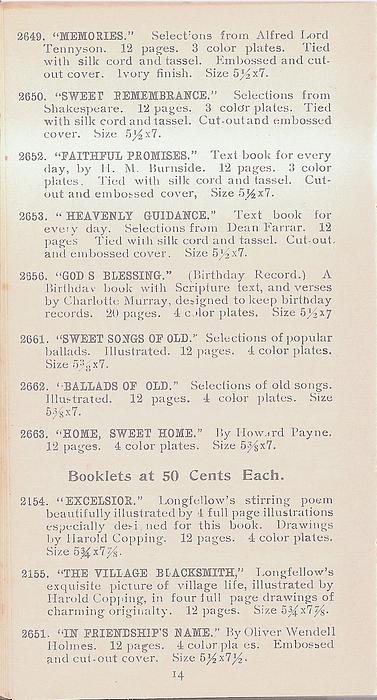 2649. "MEMORIES." Selections from Alfred Lord
Tennyson. 12 pages. 3 color plates. Tied
with silk cord and tassel. Embossed and cut-
out cover. Ivory finish. Size 5½x7.
2650. "SWEET REMEMBRANCE." Selections from
Shakespeare. 12 pages. 3 color plates. Tied
with silk cord and tassel. Cut-out and embossed
cover. Size 5½x7.
2652. "FAITHFUL PROMISES." Text book for every
day, by H. M. Burnside. 12 pages. 3 color
plates. Tied with silk cord and tassel. Cut-
out and embossed cover, Size 5½x7.
2653. "HEAVENLY GUIDANCE." Text book for
every day. Selections from Dean Farrar. 12
pages Tied with silk cord and tassel. Cut-out
and embossed cover. Size 5½x7.
2656. "GOD S BLESSING." (Birthday Record.) A
Birthday book with Scripture text, and verses
by Charlotte Murray, designed to keep birthday
records. 20 pages. 4 color plates. Size 5½x7
2661. "SWEET SONGS OF OLD." Selections of popular
ballads. Illustrated. 12 pages. 4 color plates.
Size 5⅜x7.
2662. "BALLADS OF OLD." Selections of old songs.
Illustrated. 12 pages. 4 color plates. Size
5⅜x7.
2663. "HOME, SWEET HOME." By Howard Payne.
12 pages. 4 color plates. Size 5⅜x7.
Booklets at 50 Cents Each.
2154. "EXCELSIOR." Longfellow's stirring poem
beautifully illustrated by 4 full page illustrations
especially designed for this book. Drawings
by Harold Copping. 12 pages. 4 color plates.
Size 5¾x7⅞.
2155. "THE VILLAGE BLACKSMITH," Longfellow's
exquisite picture of village life, illustrated by
Harold Copping, in four full page drawings of
charming originalty. 12 pages. Size 5¾x7⅞.
2651. "IN FRIENDSHIP'S NAME." By Oliver Wendell
Holmes. 12 pages. 4 color plates. Embossed
and cut-out cover. Size 5½x7½.
14